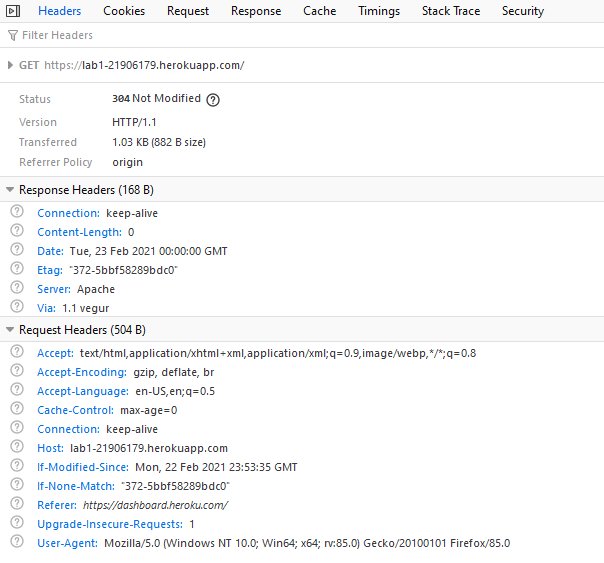 Headers Cookies Request Response Cache Timings Stack Trace Security
Filter Headers
GET https://lab1-21906179.herokuapp.com/
Status 304 Not Modified ?
Version HTTP/1.1
Transferred 1.03 KB (882 B size)
Referrer Policy origin
Response Headers (168 B)
? Connection: keep-alive
? Content-Length: 0
? Date: Tue, 23 Feb 2021 00:00:00 GMT
? Etag: "372-5bbf58289bdc0"
? Server: Apache
? Via: 1.1 vegur
Request Headers (504 B)
? Accept: text/html,application/xhtml+xml,application/xml;q=0.9,image/webp,*/*;q=0.8
? Accept-Encoding: gzip, deflate, br
? Accept-Language: en-US,en;q=0.5
? Cache-Control: max-age=0
? Connection: keep-alive
? Host: lab1-21906179.herokuapp.com
? If-Modified-Since: Mon, 22 Feb 2021 23:53:35 GMT
? If-None-Match: "372-5bbf58289bdc0"
? Referer: https://dashboard.heroku.com/
? Upgrade-Insecure-Requests: 1
? User-Agent: Mozilla/5.0 (Windows NT 10.0; Win64; x64; rv:85.0) Gecko/20100101 Firefox/85.0